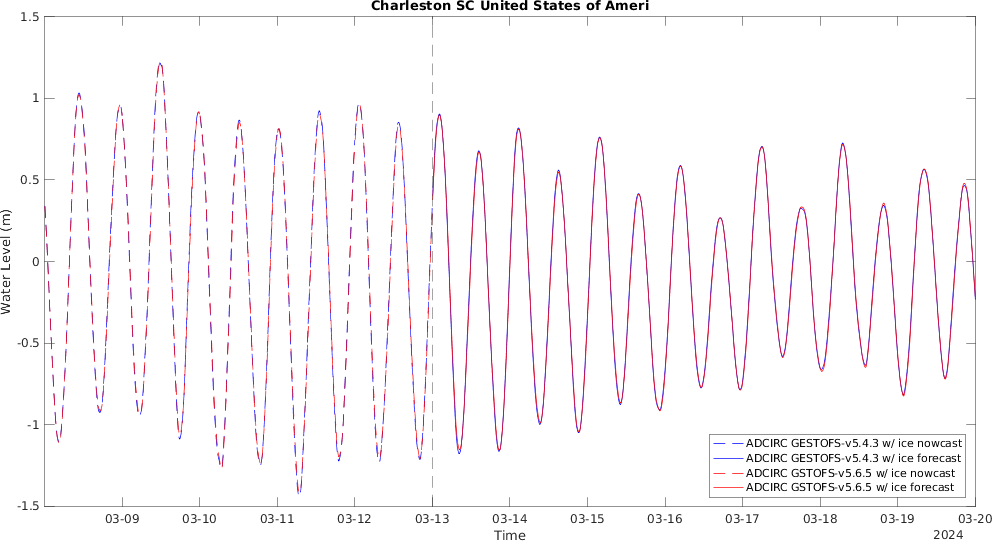 Charleston SC United States of Ameri
1.5
1
0.5
0
-0.5
-1
-1.5
Water Level (m)
ADCIRC GESTOFS-v5.4.3 w/ ice nowcast
ADCIRC GESTOFS-v5.4.3 w/ ice forecast
ADCIRC GSTOFS-v5.6.5 w/ ice nowcast
ADCIRC GSTOFS-v5.6.5 w/ ice forecast
03-09 03-10 03-11 03-12 03-13 03-14 03-15 03-16 03-17 03-18 03-19 03-20
Time
2024